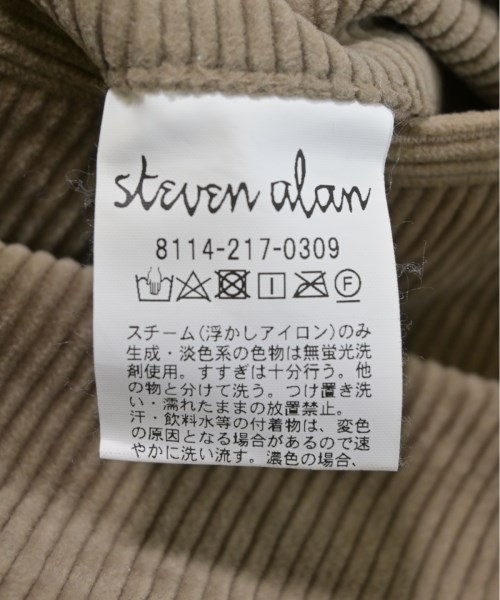 steven alan
8114-217-0309
F
スチーム(浮かしアイロン)のみ
生成・淡色系の色物は無蛍光洗
剤使用。すすぎは十分行う。他
の物と分けて洗う。つけ置き洗
い・濡れたままの放置禁止。
汗・飲料水等の付着物は、変色
の原因となる場合があるので速
やかに洗い流す。濃色の場合、